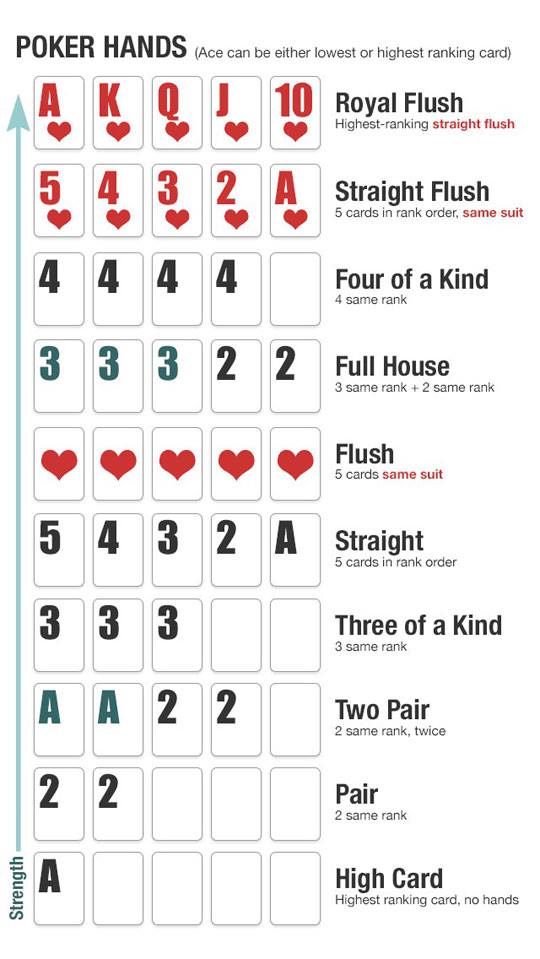 POKER HANDS (Ace can be either lowest or highest ranking card)
A K Q J 10
Royal Flush
Highest-ranking straight flush
5 4 3 2 A
Straight Flush
5 cards in rank order, same suit
4 4 4 4
Four of a Kind
4 same rank
3 3 3 2 2
Full House
3 same rank + 2 same rank
Flush
5 cards same suit
5 4 3 2 A
Straight
5 cards in rank order
3 3 3
Three of a Kind
3 same rank
A A 2 2
Two Pair
2 same rank, twice
2 2
Pair
2 same rank
A
High Card
Highest ranking card, no hands
Strength